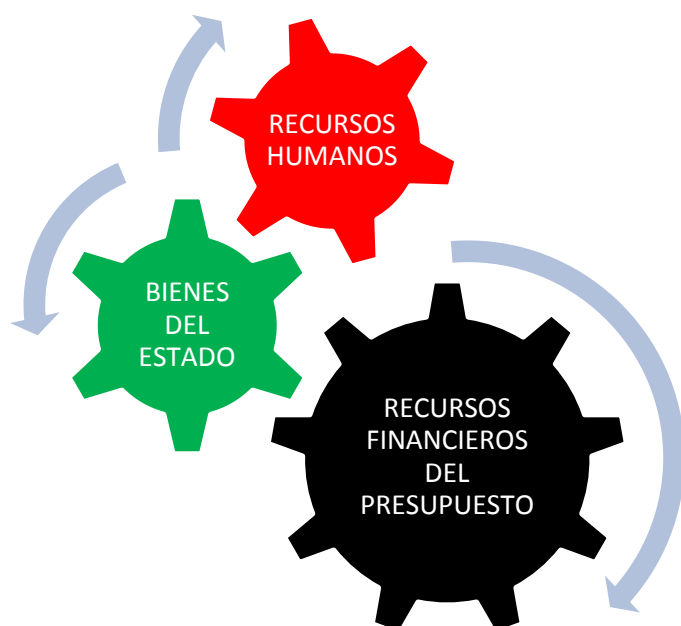 RECURSOS
HUMANOS
BIENES
DEL
ESTADO
RECURSOS
FINANCIEROS
DEL
PRESUPUESTO